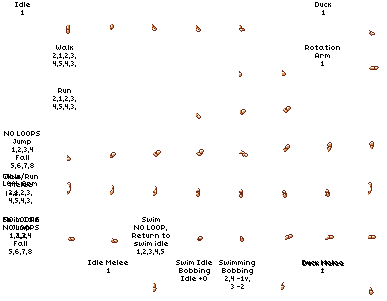 Idle
1
Duck
1
Walk
2,1,2,3,
4,5,4,3,
Rotation
Arm
1
Run
2,1,2,3,
4,5,4,3,
NO LOOPS
Jump
1,2,3,4
Fall
5,6,7,8
2,1,2,3,
4,5,4,3,
NO LOOPS
Fall
5,6,7,8
Swim
NO LOOP,
Return to
swim idle
1,2,3,4,5
Idle Melee
1
Swim Idle
Bobbing
Idle +0
Swimming
Bobbing
2,4 -1v,
3 -2
Duck Melee
1